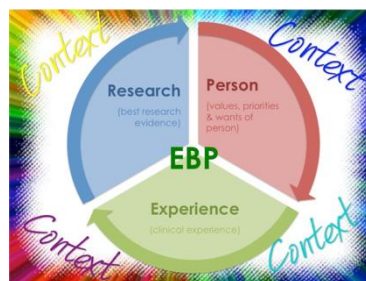 Context
Context
Research
(best research
evidence)
Person
(values, priorities
& wants of
person)
EBP
Experience
(clinical experience)
Context
Context